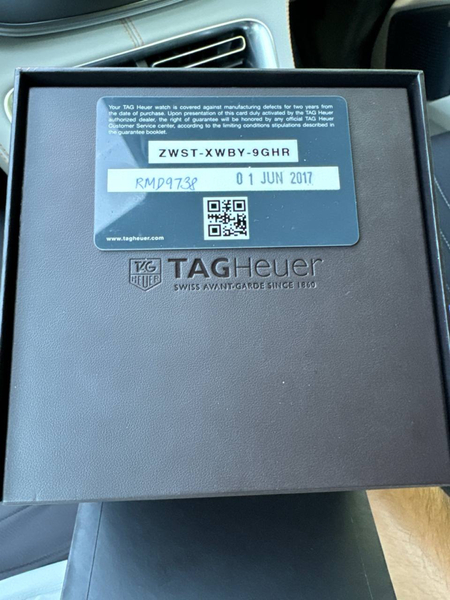 Your TAG Heuer watch is covered against manufacturing defects for two years from
the date of purchase. Upon presentation of this card duly activated by the TAG Heuer
authorized dealer, the right of guarantee will be honored by any official TAG Heuer
Customer Service center, according to the limiting conditions stipulations described in
the guarantee booklet.
ZWST-XWBY-9GHR
RMD9738 01 JUN 2017
www.tagheuer.com
TAG
HEUER
TAGHeuer
SWISS AVANT-GARDE SINCE 1860